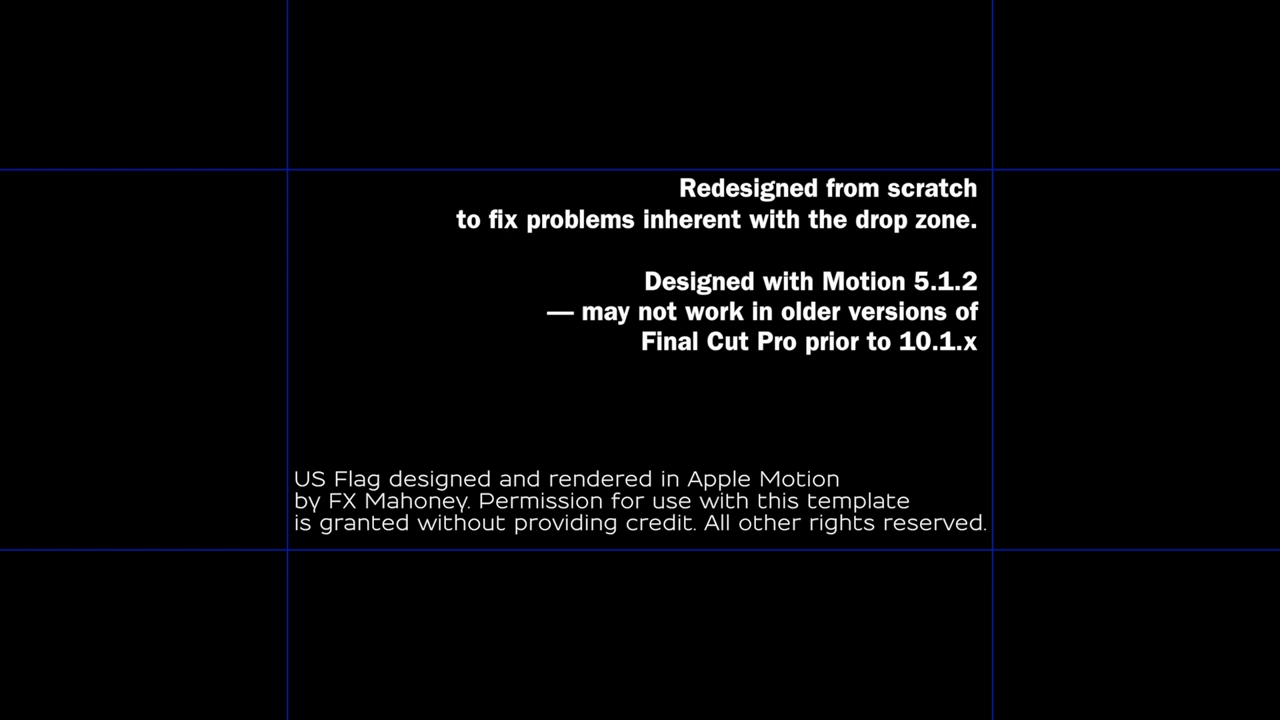 Redesigned from scratch
to fix problems inherent with the drop zone.
Designed with Motion 5.1.2
— may not work in older versions of
Final Cut Pro prior to 10.1.x
US Flag designed and rendered in Apple Motion
by FX Mahoney. Permission for use with this template
is granted without providing credit. All other rights reserved.